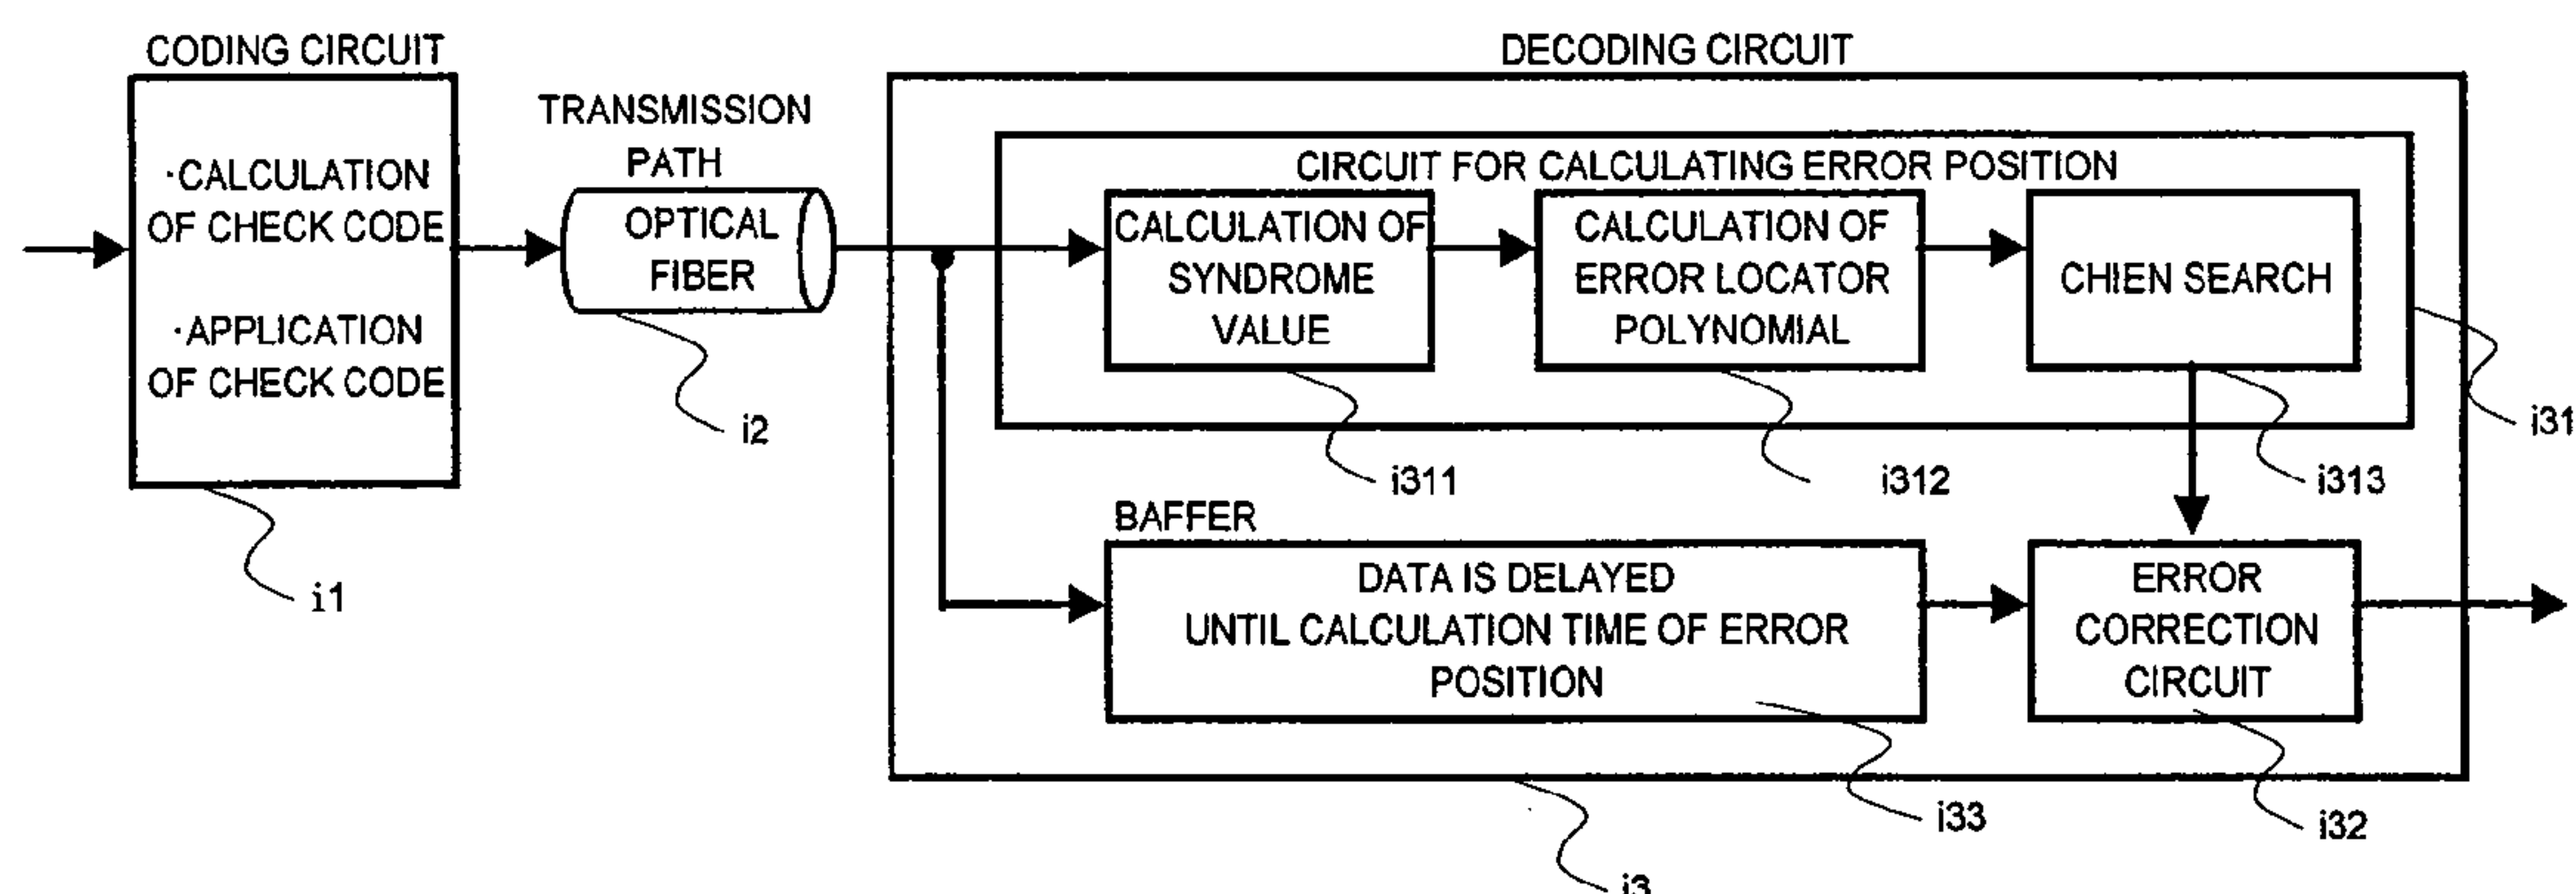 CODING CIRCUIT
·CALCULATION
OF CHECK CODE
·APPLICATION
OF CHECK CODE
i1
TRANSMISSION
PATH
OPTICAL
FIBER
i2
DECODING CIRCUIT
CIRCUIT FOR CALCULATING ERROR POSITION
CALCULATION OF
SYNDROME
VALUE
i311
CALCULATION OF
ERROR LOCATOR
POLYNOMIAL
i312
CHIEN SEARCH
i313
i31
BAFFER
DATA IS DELAYED
UNTIL CALCULATION TIME OF ERROR
POSITION
i33
ERROR
CORRECTION
CIRCUIT
i32
i3